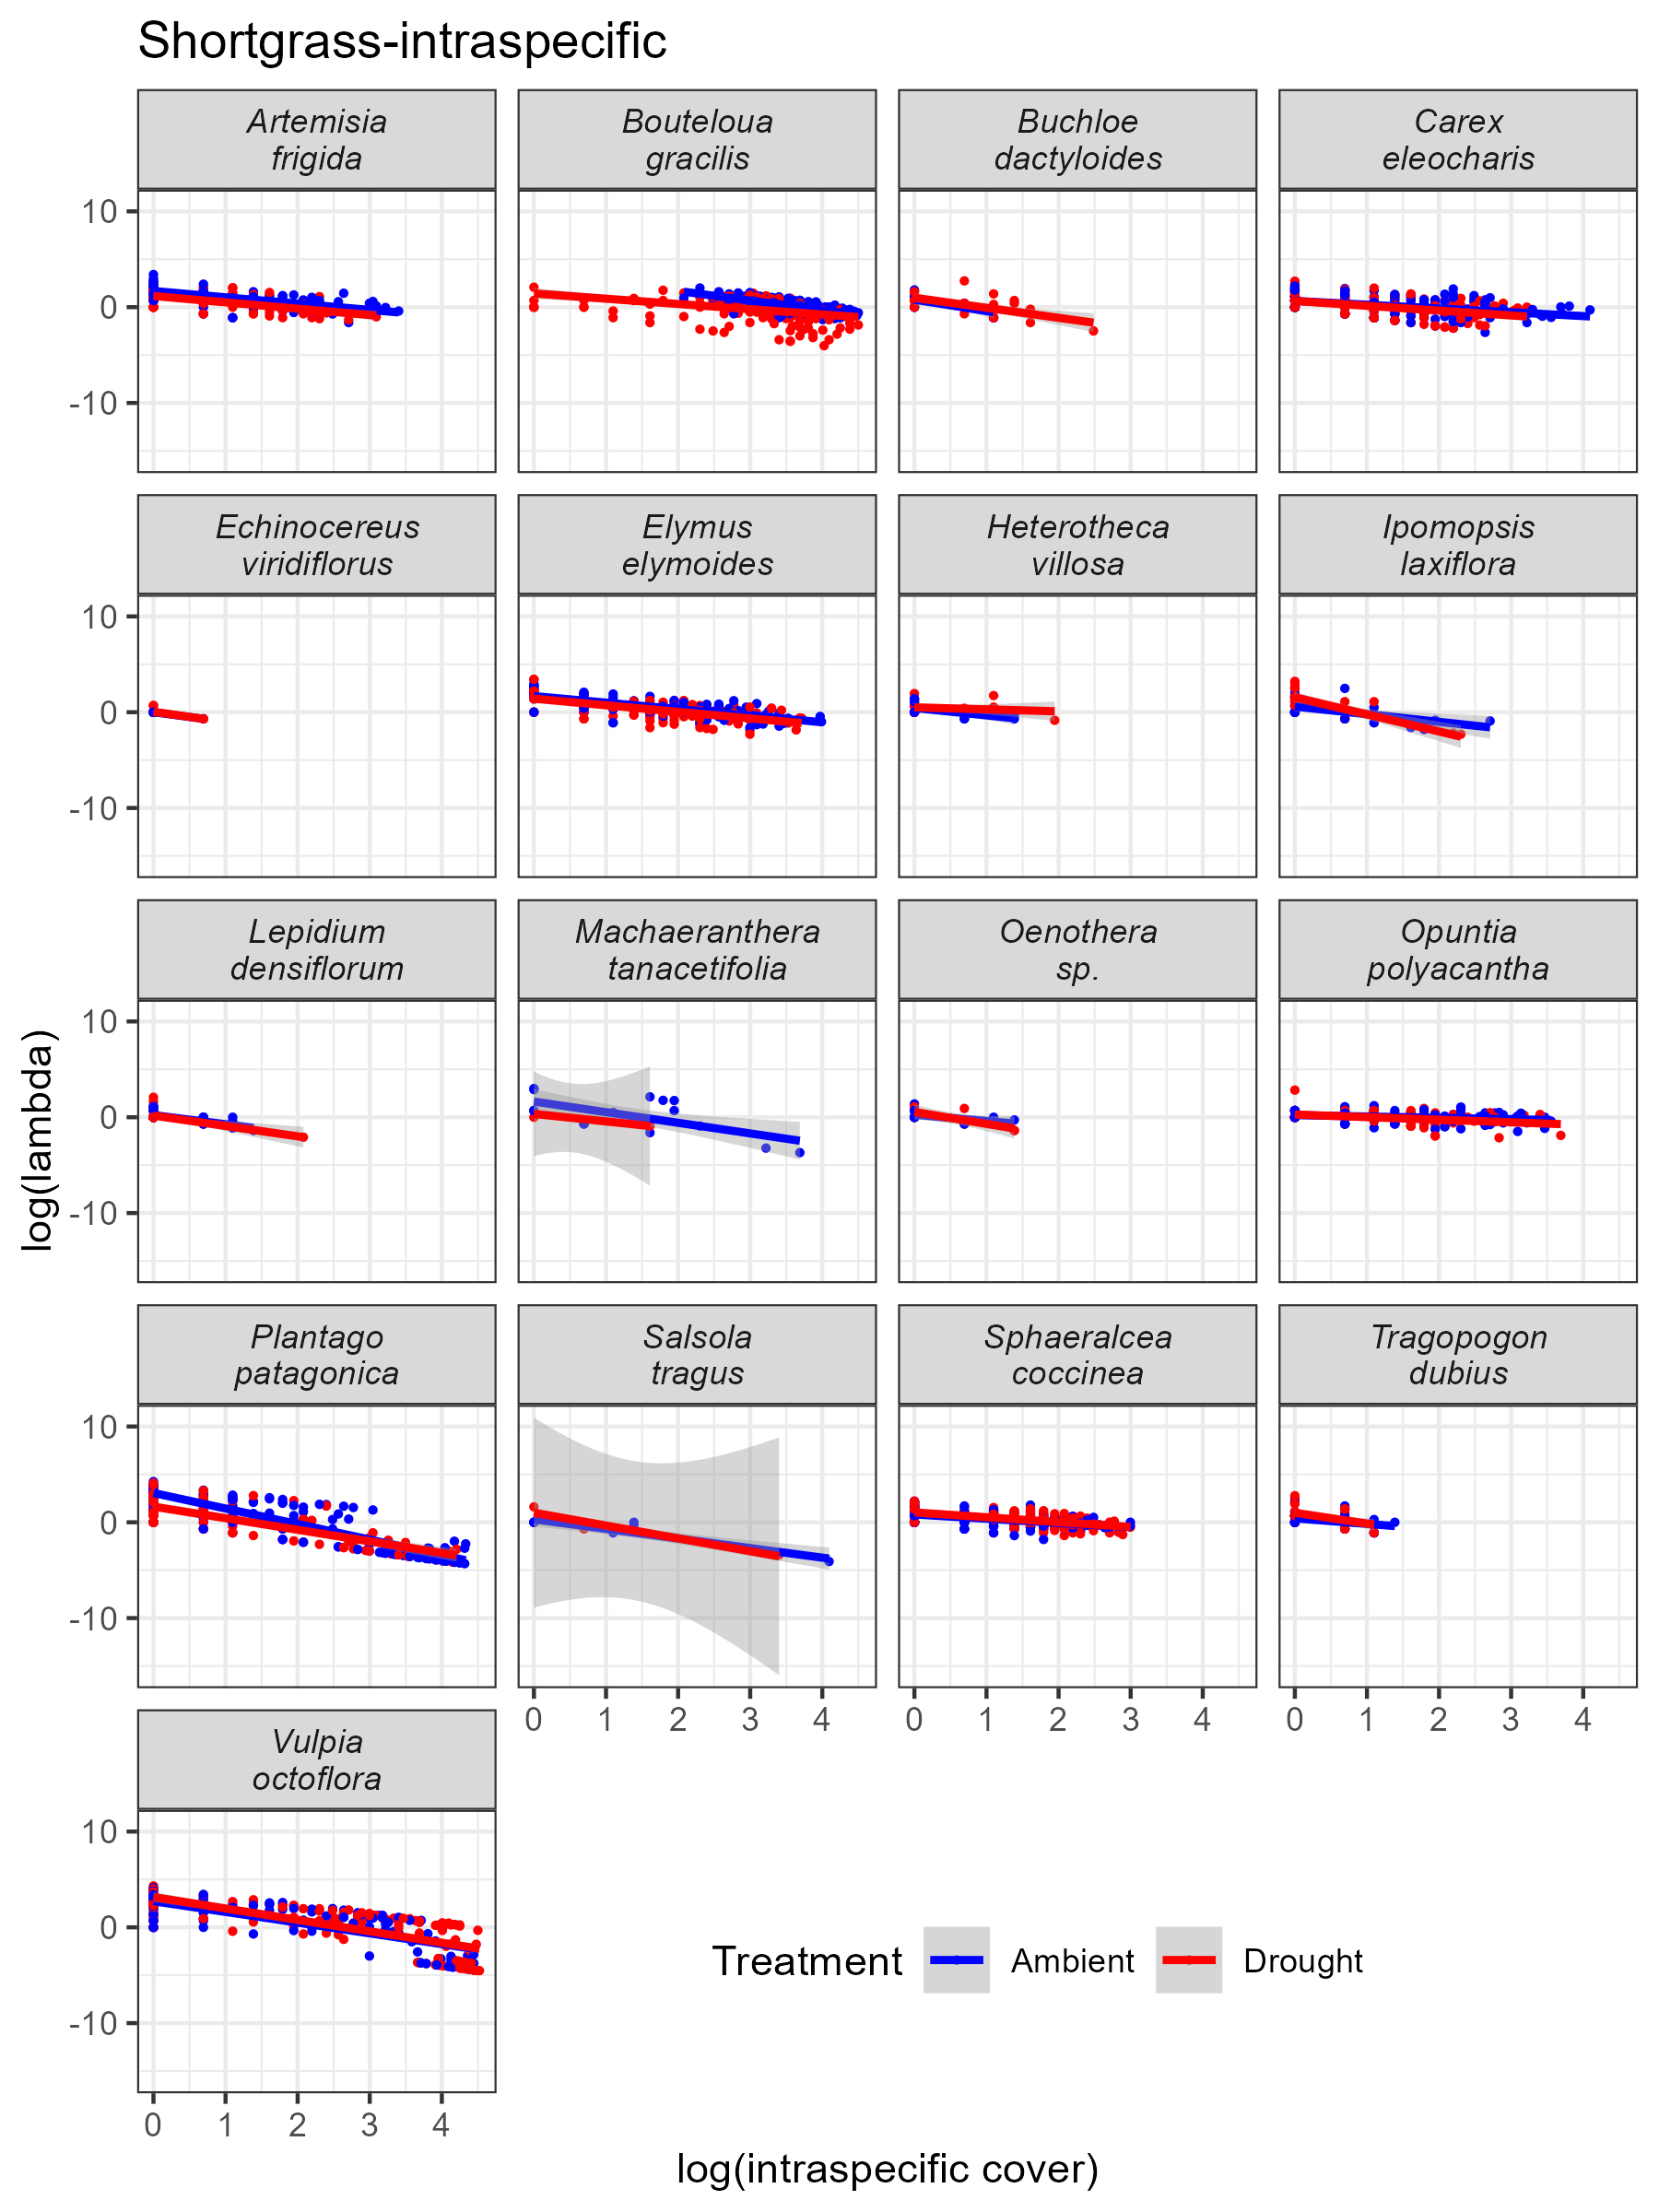 Shortgrass-intraspecific
Artemisia
frigida
Bouteloua
gracilis
Buchloe
dactyloides
Carex
eleocharis
10
0
-10
Echinocereus
viridiflorus
Elymus
elymoides
Heterotheca
villosa
Ipomopsis
laxiflora
10
0
-10
Lepidium
densiflorum
Machaeranthera
tanacetifolia
Oenothera
sp.
Opuntia
polyacantha
10
0
-10
log(lambda)
Plantago
patagonica
Salsola
tragus
Sphaeralcea
coccinea
Tragopogon
dubius
10
0
-10
0 1 2 3 4
0 1 2 3 4
0 1 2 3 4
Vulpia
octoflora
10
0
-10
0 1 2 3 4
Treatment Ambient Drought
log(intraspecific cover)